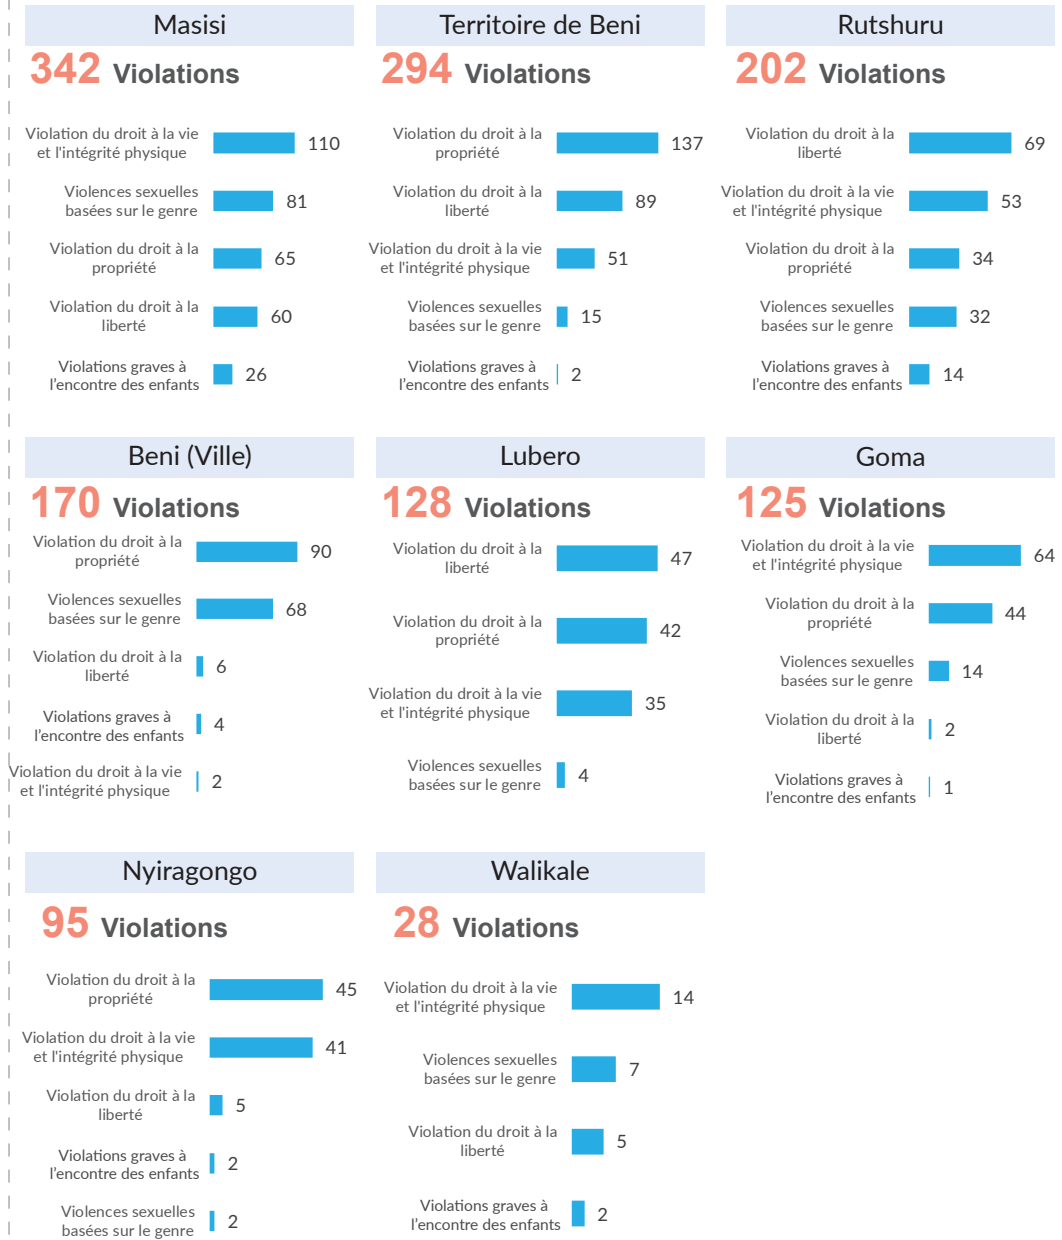 Masisi
342 Violations
Violation du droit à la vie
et l'intégrité physique
110
Violences sexuelles
basées sur le genre
81
Violation du droit à la
propriété
65
Violation du droit à la
liberté
60
Violations graves à
l'encontre des enfants
26
Territoire de Beni
294 Violations
Violation du droit à la
propriété
137
Violation du droit à la
liberté
89
Violation du droit à la vie
et l'intégrité physique
51
Violences sexuelles
basées sur le genre
15
Violations graves à
l'encontre des enfants
2
Rutshuru
202 Violations
Violation du droit à la
liberté
69
Violation du droit à la vie
et l'intégrité physique
53
Violation du droit à la
propriété
34
Violences sexuelles
basées sur le genre
32
Violations graves à
l'encontre des enfants
14
Beni (Ville)
170 Violations
Violation du droit à la
propriété
90
Violences sexuelles
basées sur le genre
68
Violation du droit à la
liberté
6
Violations graves à
l'encontre des enfants
4
Violation du droit à la vie
et l'intégrité physique
2
Lubero
128 Violations
Violation du droit à la
liberté
47
Violation du droit à la
propriété
42
Violation du droit à la vie
et l'intégrité physique
35
Violences sexuelles
basées sur le genre
4
Goma
125 Violations
Violation du droit à la vie
et l'intégrité physique
64
Violation du droit à la
propriété
44
Violences sexuelles
basées sur le genre
14
Violation du droit à la
liberté
2
Violations graves à
l'encontre des enfants
1
Nyiragongo
95 Violations
Violation du droit à la
propriété
45
Violation du droit à la vie
et l'intégrité physique
41
Violation du droit à la
liberté
5
Violations graves à
l'encontre des enfants
2
Violences sexuelles
basées sur le genre
2
Walikale
28 Violations
Violation du droit à la vie
et l'intégrité physique
14
Violences sexuelles
basées sur le genre
7
Violation du droit à la
liberté
5
Violations graves à
l'encontre des enfants
2